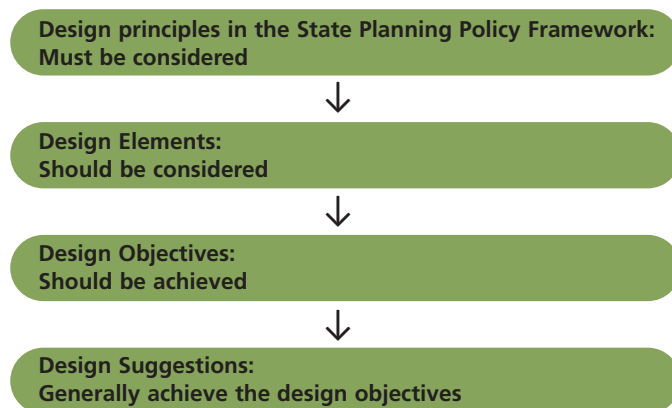 Design principles in the State Planning Policy Framework:
Must be considered
Design Elements:
Should be considered
Design Objectives:
Should be achieved
Design Suggestions:
Generally achieve the design objectives